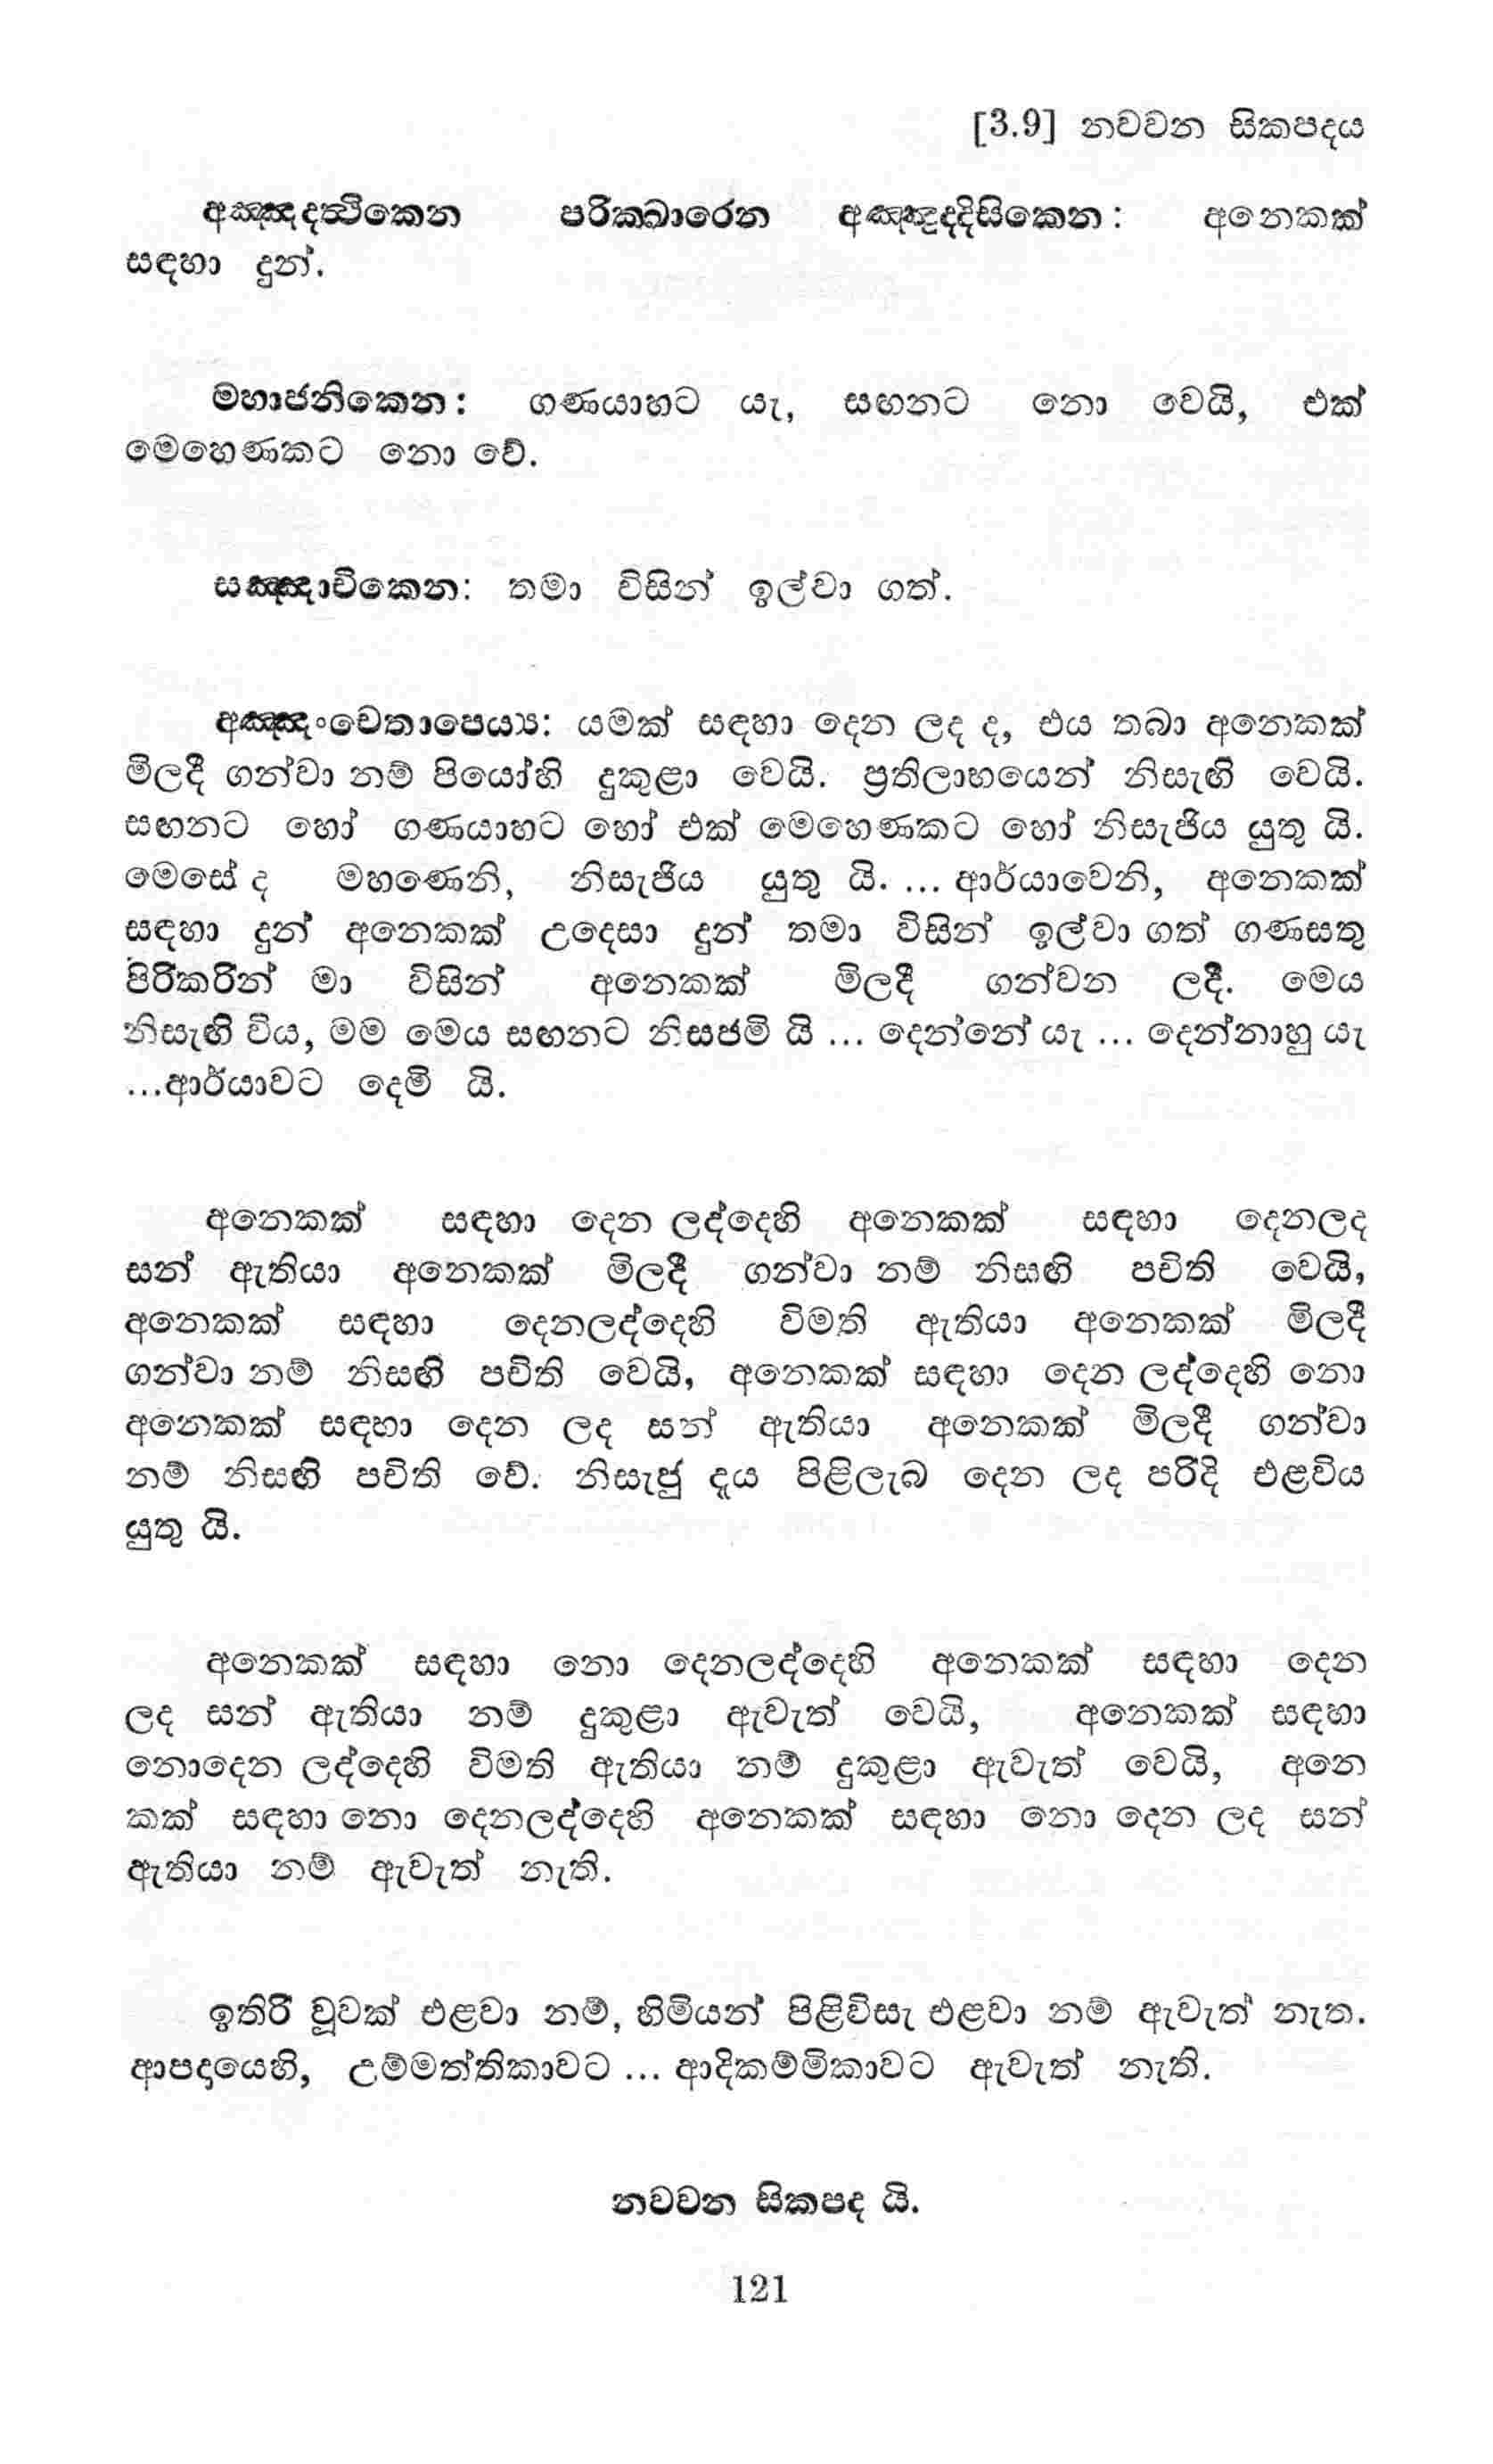 [3.9] නවවන සිකපදය
අඤ්ඤදත්ථිකෙන පරික්ඛාරෙන අඤ්ඤුද්දිසිකෙන: අනෙකක්
සඳහා දුන්.
මහාජනිකෙන: ගණයාහට යැ, සඟනට නො වෙයි, එක්
මෙහෙණකට නො වේ.
සඤ්ඤාචිකෙන: තමා විසින් ඉල්වා ගත්.
අඤ්ඤංචෙතාපෙය්‍ය: යමක් සඳහා දෙන ලද ද, එය තබා අනෙකක්
මිලදී ගන්වා නම් පියෝහි දුකුළා වෙයි. ප්‍රතිලාභයෙන් නිසැඟි වෙයි.
සඟනට හෝ ගණයාහට හෝ එක් මෙහෙණකට හෝ නිසැජිය යුතු යි.
මෙසේ ද මහණෙනි, නිසැජිය යුතු යි. ... ආර්යාවෙනි, අනෙකක්
සඳහා දුන් අනෙකක් උදෙසා දුන් තමා විසින් ඉල්වා ගත් ගණසතු
පිරිකරින් මා විසින් අනෙකක් මිලදී ගන්වන ලදී. මෙය
නිසැඟි විය, මම මෙය සඟනට නිසජමි යි ... දෙන්නේ යැ ... දෙන්නාහු යැ
...ආර්යාවට දෙමි යි.
අනෙකක් සඳහා දෙන ලද්දෙහි අනෙකක් සඳහා දෙනලද
සන් ඇතියා අනෙකක් මිලදී ගන්වා නම් නිසඟි පචිති වෙයි,
අනෙකක් සඳහා දෙනලද්දෙහි විමති ඇතියා අනෙකක් මිලදී
ගන්වා නම් නිසඟි පචිති වෙයි, අනෙකක් සඳහා දෙන ලද්දෙහි නො
අනෙකක් සඳහා දෙන ලද සන් ඇතියා අනෙකක් මිලදී ගන්වා
නම් නිසඟි පචිති වේ. නිසැජූ දෑය පිළිලැබ දෙන ලද පරිදි එළවිය
යුතු යි.
අනෙකක් සඳහා නො දෙනලද්දෙහි අනෙකක් සඳහා දෙන
ලද සන් ඇතියා නම් දුකුළා ඇවැත් වෙයි, අනෙකක් සඳහා
නොදෙන ලද්දෙහි විමති ඇතියා නම් දුකුළා ඇවැත් වෙයි, අනෙ
කක් සඳහා නො දෙනලද්දෙහි අනෙකක් සඳහා නො දෙන ලද සන්
ඇතියා නම් ඇවැත් නැති.
ඉතිරි වූවක් එළවා නම්, හිමියන් පිළිවිසැ එළවා නම් ඇවැත් නැත.
ආපදායෙහි, උම්මත්තිකාවට ... ආදිකම්මිකාවට ඇවැත් නැති.
නවවන සිකපද යි.
121